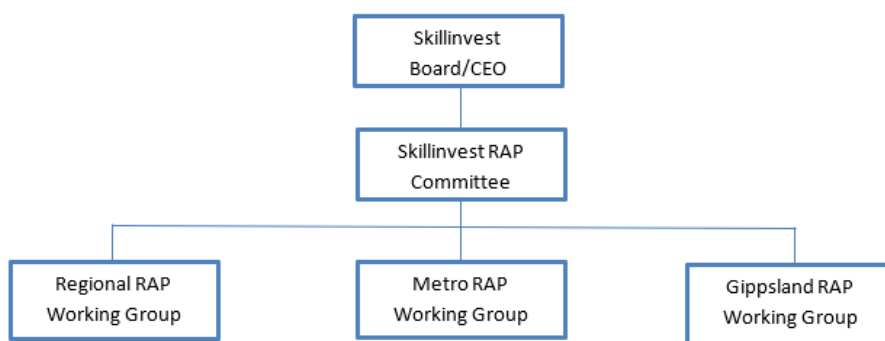 Skillinvest
Board/CEO
Skillinvest RAP
Committee
Regional RAP
Working Group
Metro RAP
Working Group
Gippsland RAP
Working Group